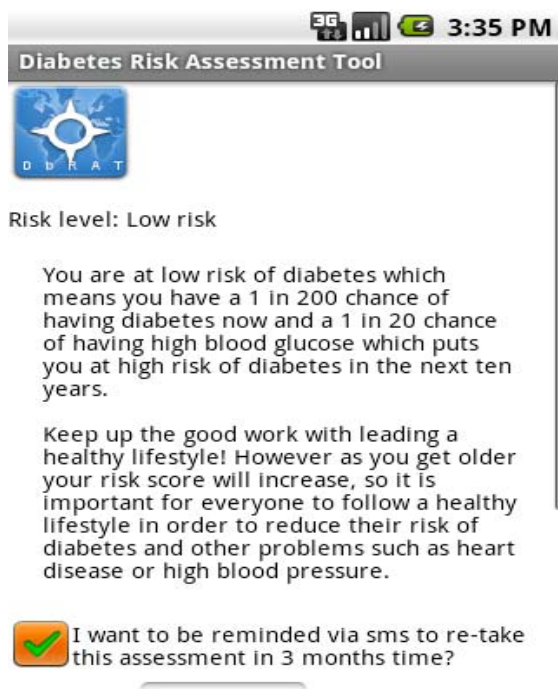 3G 3:35 PM
Diabetes Risk Assessment Tool
D b R A T
Risk level: Low risk
You are at low risk of diabetes which
means you have a 1 in 200 chance of
having diabetes now and a 1 in 20 chance
of having high blood glucose which puts
you at high risk of diabetes in the next ten
years.
Keep up the good work with leading a
healthy lifestyle! However as you get older
your risk score will increase, so it is
important for everyone to follow a healthy
lifestyle in order to reduce their risk of
diabetes and other problems such as heart
disease or high blood pressure.
I want to be reminded via sms to re-take
this assessment in 3 months time?